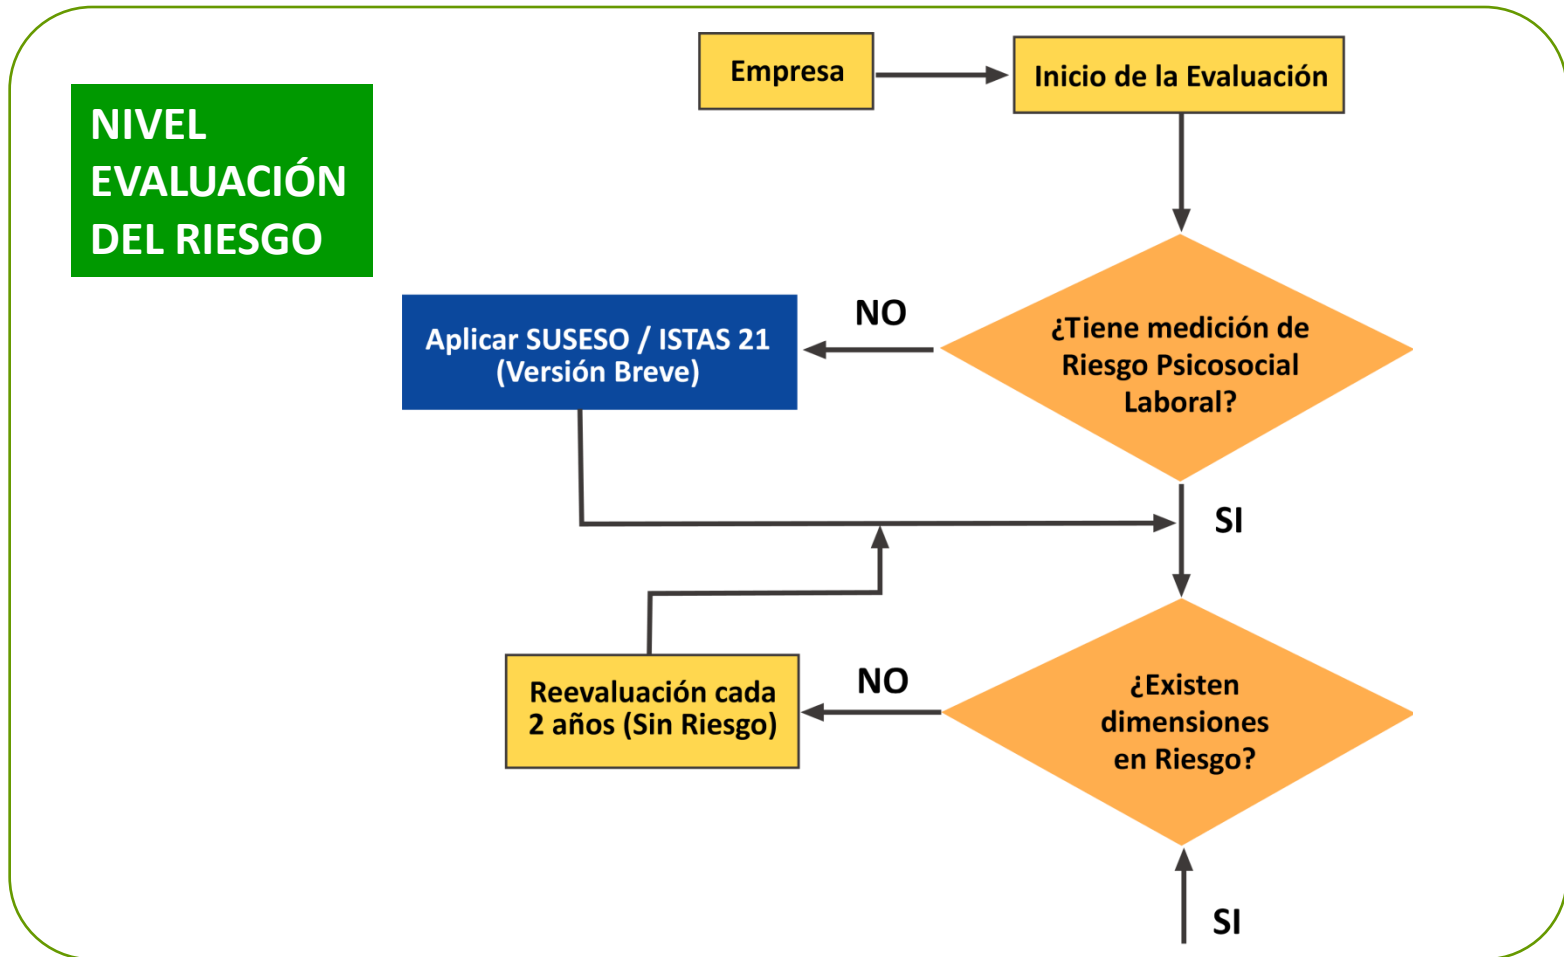 NIVEL
EVALUACIÓN
DEL RIESGO
Empresa
Inicio de la Evaluación
¿Tiene medición de
Riesgo Psicosocial
Laboral?
NO
Aplicar SUSESO / ISTAS 21
(Versión Breve)
SI
¿Existen
dimensiones
en Riesgo?
NO
Reevaluación cada
2 años (Sin Riesgo)
SI